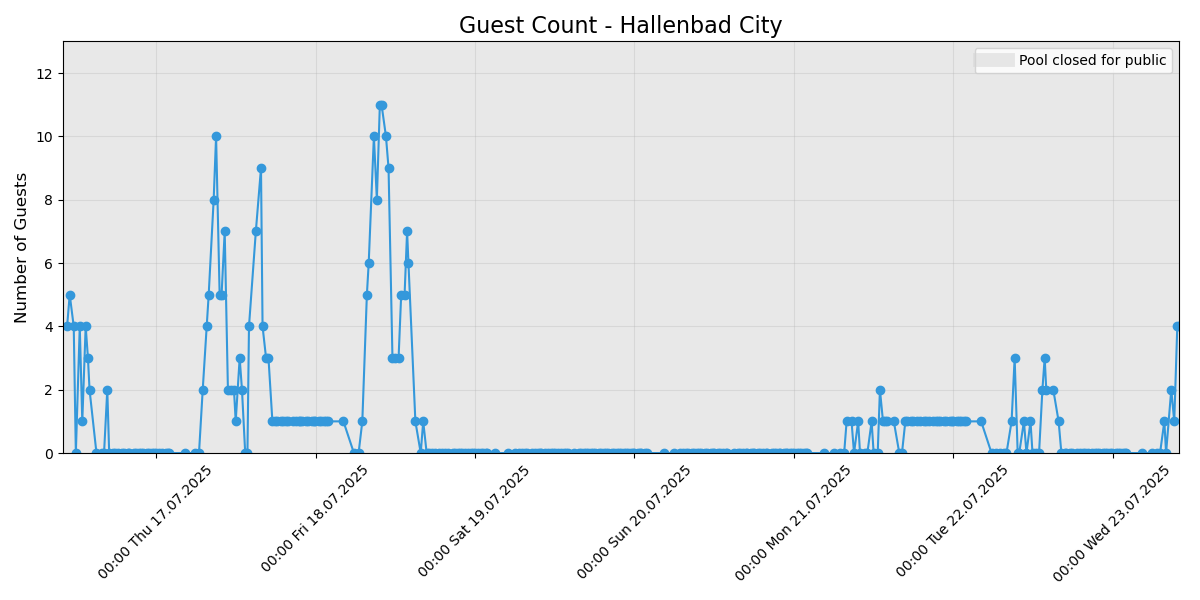 Guest Count - Hallenbad City
Pool closed for public
Number of Guests
12
10
8
6
4
2
0
00:00 Thu 17.07.2025
00:00 Fri 18.07.2025
00:00 Sat 19.07.2025
00:00 Sun 20.07.2025
00:00 Mon 21.07.2025
00:00 Tue 22.07.2025
00:00 Wed 23.07.2025